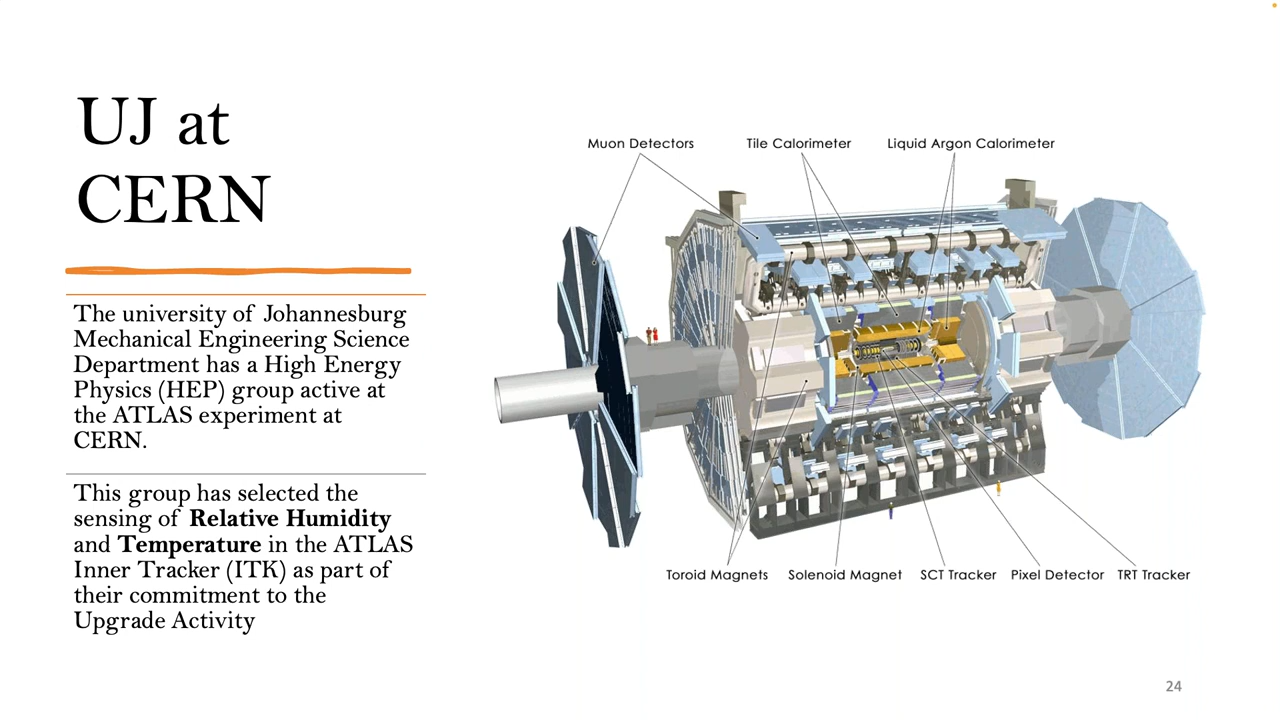 UJ at
CERN
The university of Johannesburg
Mechanical Engineering Science
Department has a High Energy
Physics (HEP) group active at
the ATLAS experiment at
CERN.
This group has selected the
sensing of Relative Humidity
and Temperature in the ATLAS
Inner Tracker (ITK) as part of
their commitment to the
Upgrade Activity
Muon Detectors
Tile Calorimeter
Liquid Argon Calorimeter
Toroid Magnets
Solenoid Magnet
SCT Tracker
Pixel Detector
TRT Tracker
24